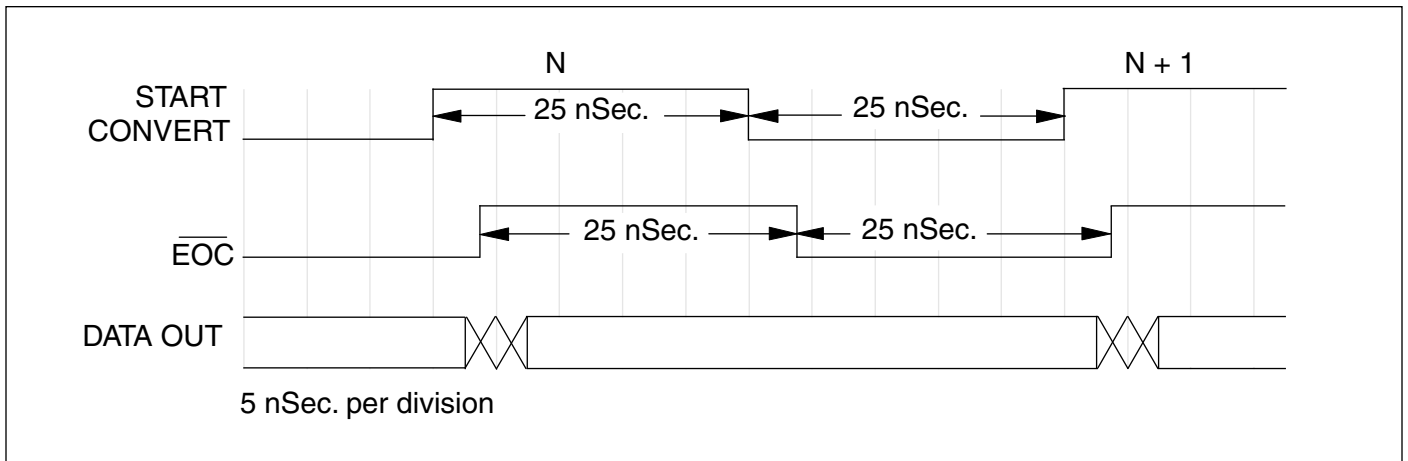 N
N + 1
START
CONVERT
25 nSec.
25 nSec.
EOC
25 nSec.
25 nSec.
DATA OUT
5 nSec. per division